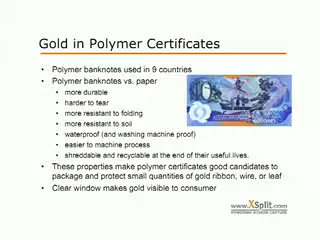 Gold in Polymer Certificates
• Polymer banknotes used in 9 countries
• Polymer banknotes vs. paper
• more durable
• harder to tear
• more resistant to folding
• more resistant to soil
• waterproof (and washing machine proof)
• easier to machine process
• shreddable and recyclable at the end of their useful lives.
• These properties make polymer certificates good candidates to
package and protect small quantities of gold ribbon, wire, or leaf
• Clear window makes gold visible to consumer
www.XSplit.com